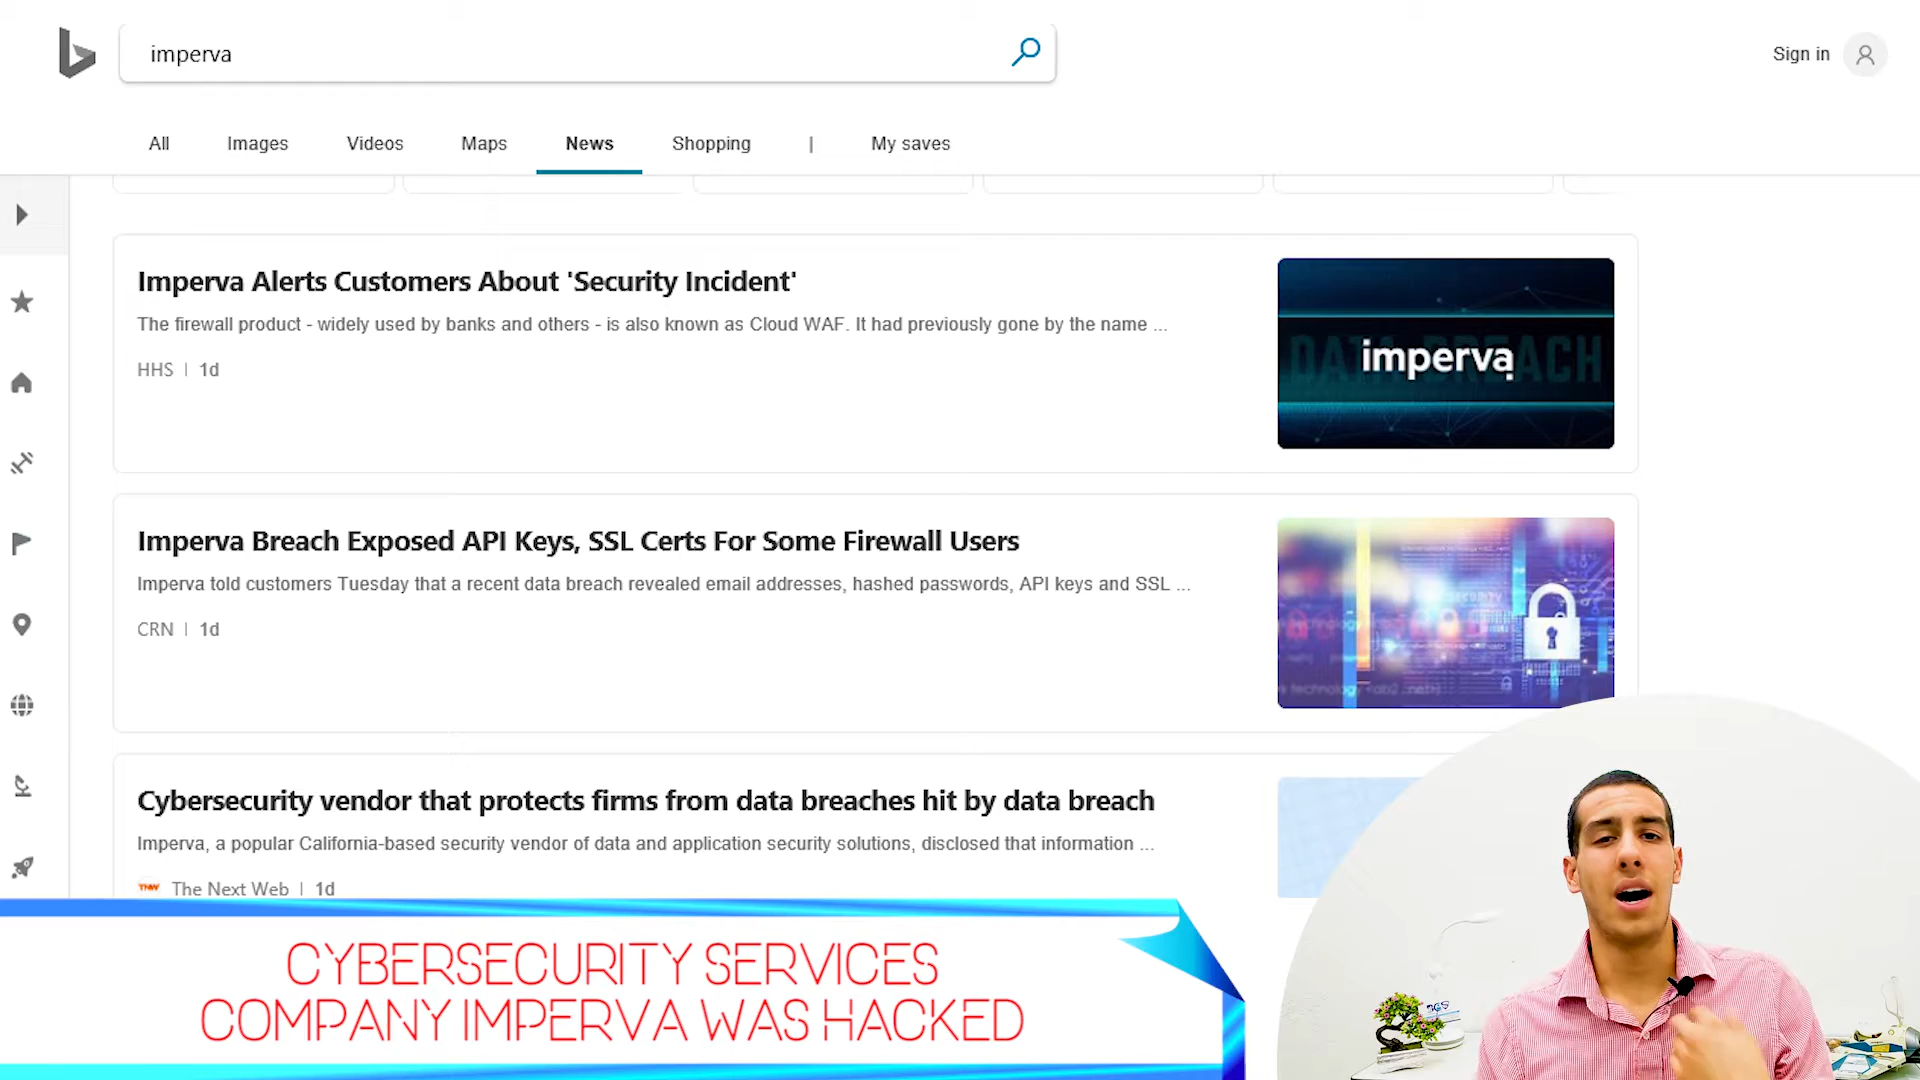 imperva
Sign in
All Images Videos Maps News Shopping | My saves
Imperva Alerts Customers About 'Security Incident'
The firewall product - widely used by banks and others - is also known as Cloud WAF. It had previously gone by the name ...
HHS | 1d
DATA BREACH
imperva
Imperva Breach Exposed API Keys, SSL Certs For Some Firewall Users
Imperva told customers Tuesday that a recent data breach revealed email addresses, hashed passwords, API keys and SSL ...
CRN | 1d
Cybersecurity vendor that protects firms from data breaches hit by data breach
Imperva, a popular California-based security vendor of data and application security solutions, disclosed that information ...
TNW The Next Web | 1d
CYBERSECURITY SERVICES
COMPANY IMPERVA WAS HACKED